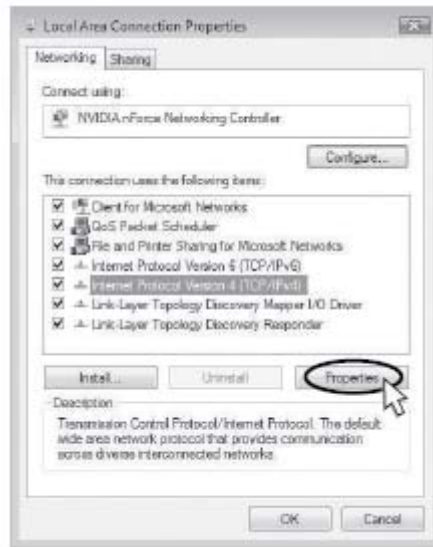 Local Area Connection Properties
Networking
Sharing
Connect using:
NVIDIA nForce Networking Controller
Configure...
This connection uses the following items:
Client for Microsoft Networks
QoS Packet Scheduler
File and Printer Sharing for Microsoft Networks
Internet Protocol Version 6 (TCP/IPv6)
Internet Protocol Version 4 (TCP/IPv4)
Link-Layer Topology Discovery Mapper I/O Driver
Link-Layer Topology Discovery Responder
Install...
Uninstall
Properties
Description
Transmission Control Protocol/Internet Protocol. The default
wide area network protocol that provides communication
across diverse interconnected networks.
OK
Cancel